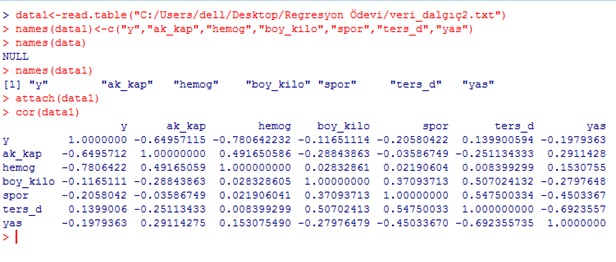 > data1<-read.table("C:/Users/dell/Desktop/Regresyon Ödevi/veri_dalgıç2.txt")
> names(data1)<-c("y","ak_kap","hemog","boy_kilo","spor","ters_d","yas")
> names(data)
NULL
> names(data1)
[1] "y" "ak_kap" "hemog" "boy_kilo" "spor" "ters_d" "yas"
> attach(data1)
> cor(data1)
y ak_kap hemog boy_kilo spor ters_d yas
y 1.0000000 -0.64957115 -0.780642232 -0.11651114 -0.20580422 0.139900594 -0.1979363
ak_kap -0.6495712 1.00000000 0.491650586 -0.28843863 -0.03586749 -0.251134333 0.2911428
hemog -0.7806422 0.49165059 1.000000000 0.02832861 0.02190604 0.008399299 0.1530755
boy_kilo -0.1165111 -0.28843863 0.028328605 1.00000000 0.37093713 0.507024132 -0.2797648
spor -0.2058042 -0.03586749 0.021906041 0.37093713 1.00000000 0.547500334 -0.4503367
ters_d 0.1399006 -0.25113433 0.008399299 0.50702413 0.54750033 1.000000000 -0.6923557
yas -0.1979363 0.29114275 0.153075490 -0.27976479 -0.45033670 -0.692355735 1.0000000
>